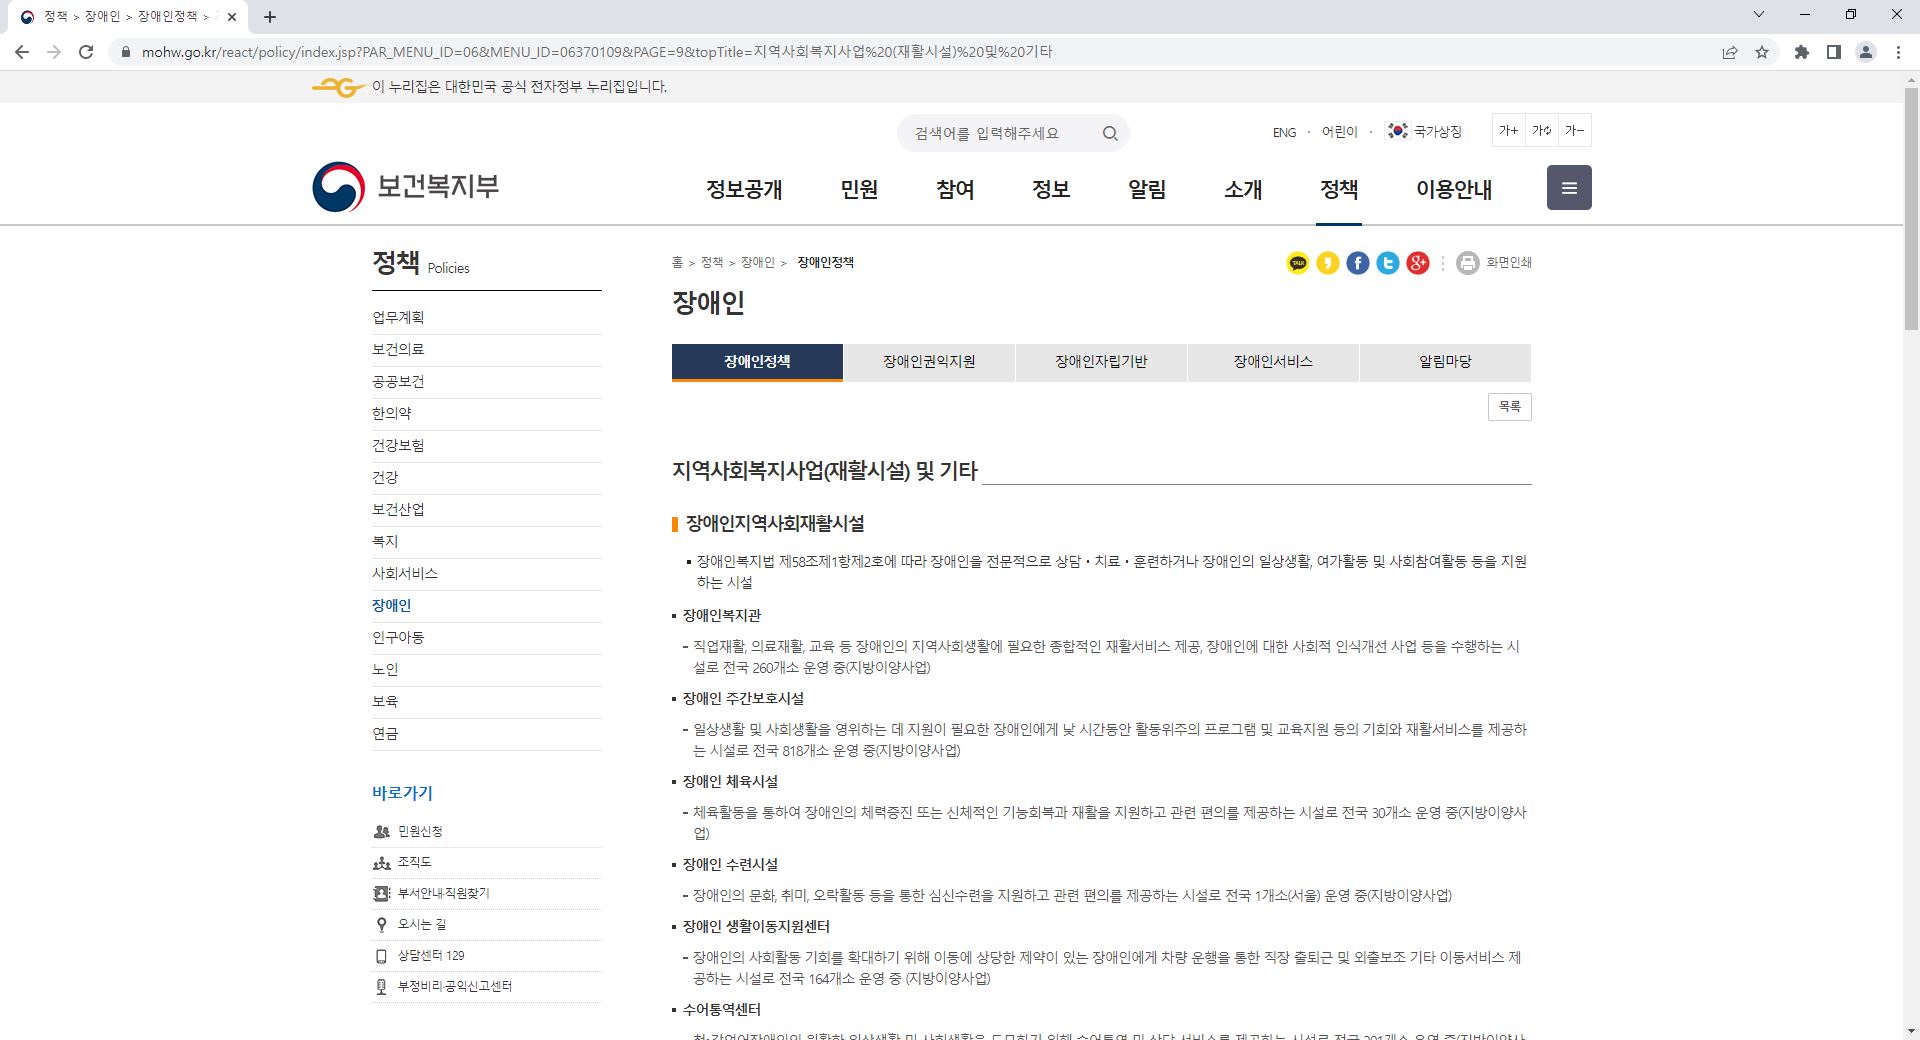 정책 > 장애인 > 장애인정책 >
mohw.go.kr/react/policy/index.jsp?PAR_MENU_ID=06&MENU_ID=06370109&PAGE=9&topTitle=지역사회복지사업%20(재활시설)%20및%20기타
이 누리집은 대한민국 공식 전자정부 누리집입니다.
검색어를 입력해주세요
ENG · 어린이 · 국가상징 가+ 가 가-
보건복지부
정보공개 민원 참여 정보 알림 소개 정책 이용안내
정책 Policies
업무계획
보건의료
공공보건
한의약
건강보험
건강
보건산업
복지
사회서비스
장애인
인구아동
노인
보육
연금
바로가기
민원신청
조직도
부서안내·직원찾기
오시는 길
상담센터 129
부정비리·공익신고센터
홈 > 정책 > 장애인 > 장애인정책
TALK f g+ 화면인쇄
장애인
장애인정책 장애인권익지원 장애인자립기반 장애인서비스 알림마당
목록
지역사회복지사업(재활시설) 및 기타
장애인지역사회재활시설
▪ 장애인복지법 제58조제1항제2호에 따라 장애인을 전문적으로 상담・치료・훈련하거나 장애인의 일상생활, 여가활동 및 사회참여활동 등을 지원
하는 시설
▪ 장애인복지관
- 직업재활, 의료재활, 교육 등 장애인의 지역사회생활에 필요한 종합적인 재활서비스 제공, 장애인에 대한 사회적 인식개선 사업 등을 수행하는 시
설로 전국 260개소 운영 중(지방이양사업)
▪ 장애인 주간보호시설
- 일상생활 및 사회생활을 영위하는 데 지원이 필요한 장애인에게 낮 시간동안 활동위주의 프로그램 및 교육지원 등의 기회와 재활서비스를 제공하
는 시설로 전국 818개소 운영 중(지방이양사업)
▪ 장애인 체육시설
- 체육활동을 통하여 장애인의 체력증진 또는 신체적인 기능회복과 재활을 지원하고 관련 편의를 제공하는 시설로 전국 30개소 운영 중(지방이양사
업)
▪ 장애인 수련시설
- 장애인의 문화, 취미, 오락활동 등을 통한 심신수련을 지원하고 관련 편의를 제공하는 시설로 전국 1개소(서울) 운영 중(지방이양사업)
▪ 장애인 생활이동지원센터
- 장애인의 사회활동 기회를 확대하기 위해 이동에 상당한 제약이 있는 장애인에게 차량 운행을 통한 직장 출퇴근 및 외출보조 기타 이동서비스 제
공하는 시설로 전국 164개소 운영 중 (지방이양사업)
▪ 수어통역센터